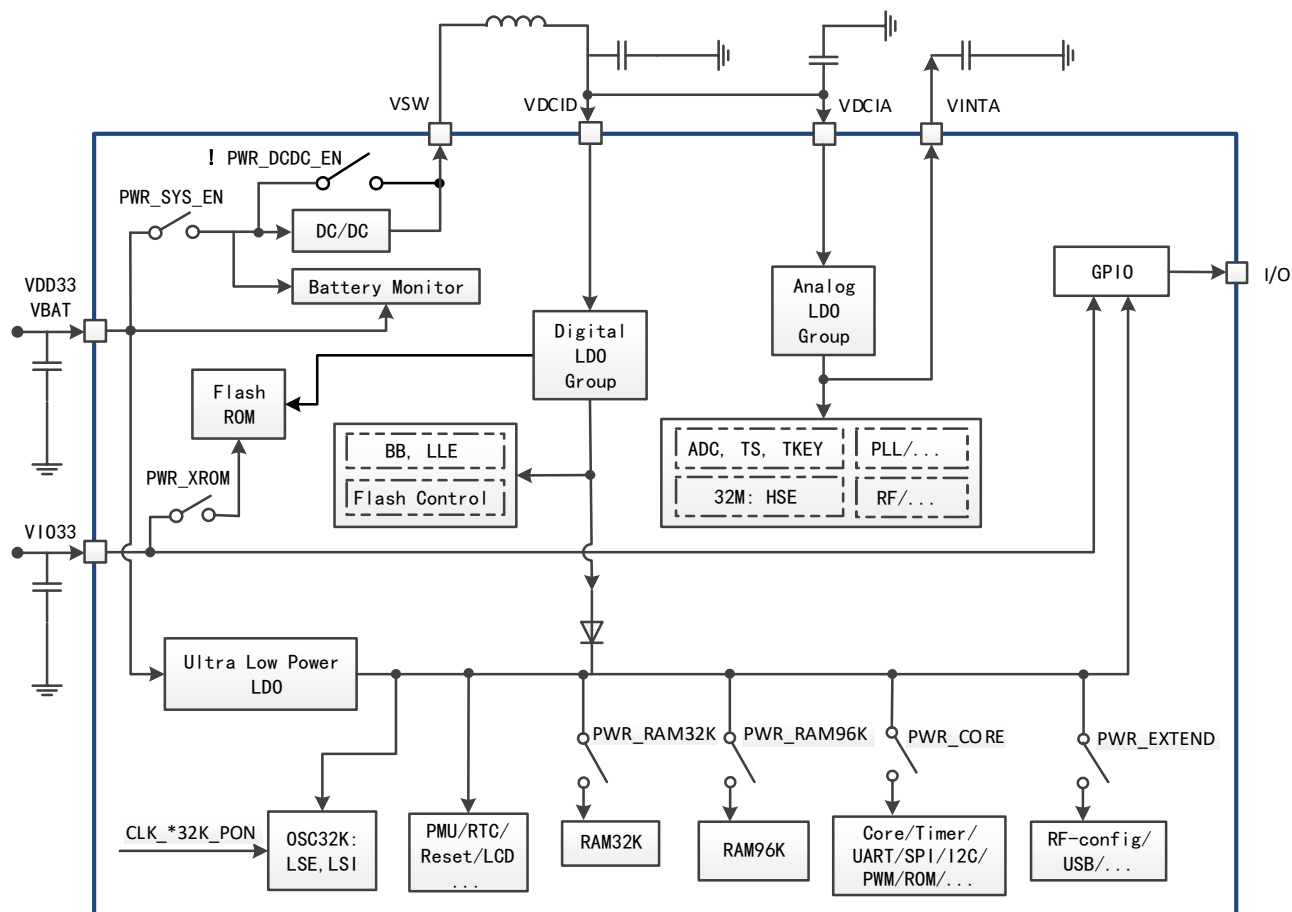 VSW
VDCID
VDCIA
VINTA
! PWR_DCDC_EN
PWR_SYS_EN
DC/DC
Battery Monitor
VDD33
VBAT
GPIO
I/O
Analog
LDO
Group
Digital
LDO
Group
Flash
ROM
BB, LLE
Flash Control
ADC, TS, TKEY
PLL/...
32M: HSE
RF/...
PWR_XROM
VIO33
Ultra Low Power
LDO
PWR_RAM32K
PWR_RAM96K
PWR_CORE
PWR_EXTEND
CLK_*32K_PON
OSC32K:
LSE,LSI
PMU/RTC/
Reset/LCD
...
RAM32K
RAM96K
Core/Timer/
UART/SPI/I2C/
PWM/ROM/...
RF-config/
USB/...